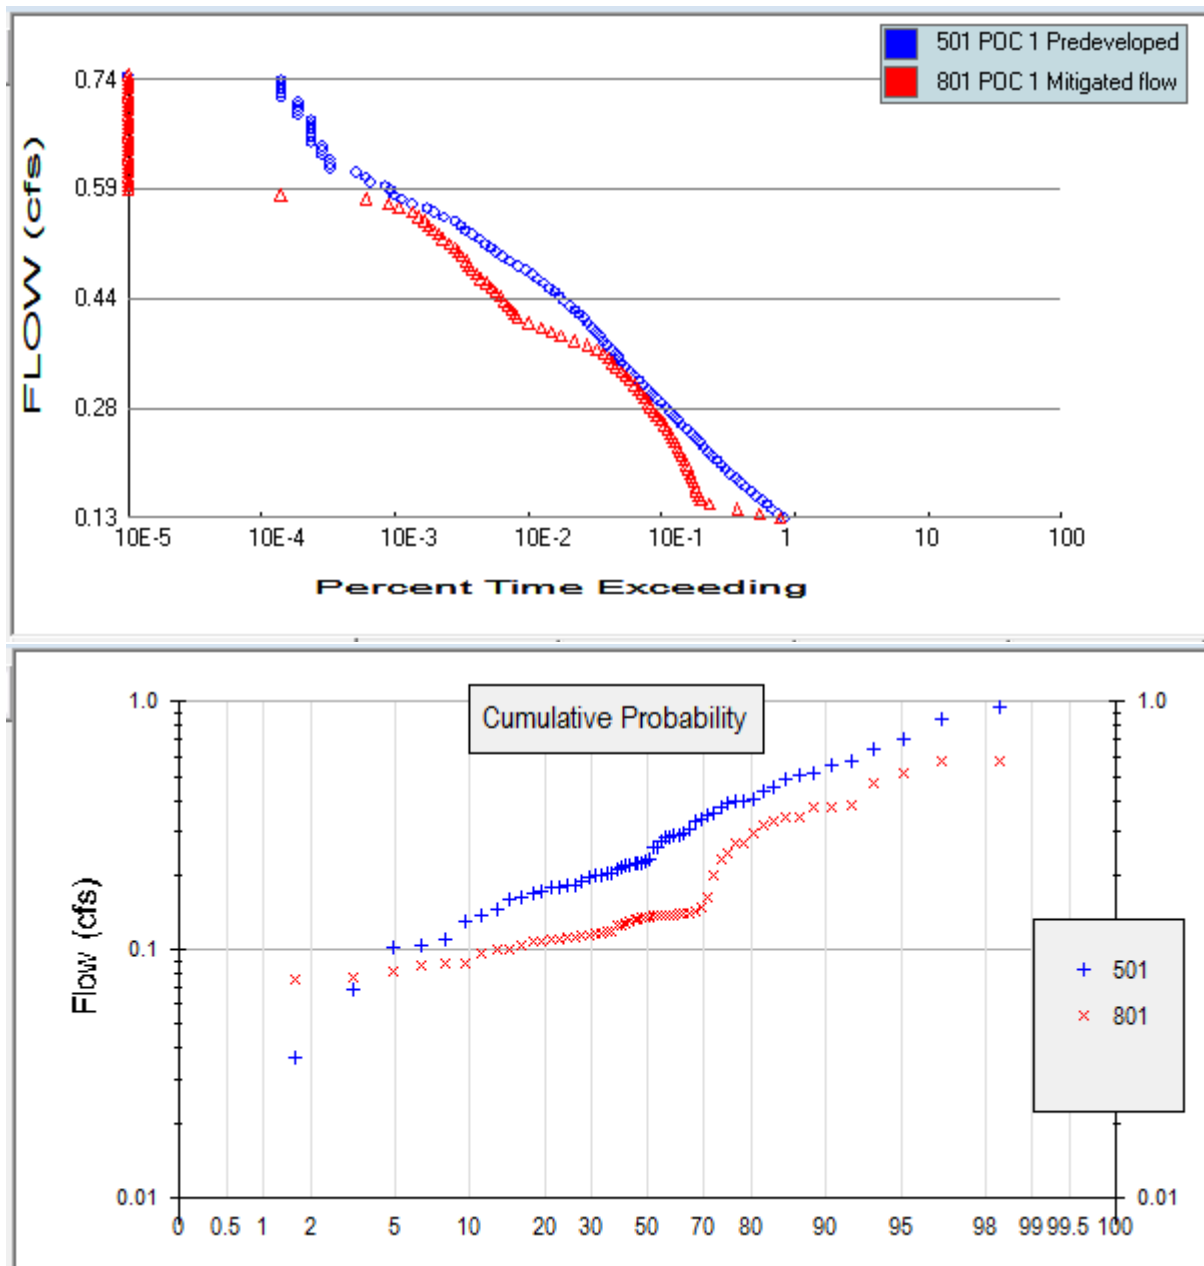 501 POC 1 Predeveloped
801 POC 1 Mitigated flow
0.74
0.59
0.44
0.28
0.13
FLOW (cfs)
10E-5 10E-4 10E-3 10E-2 10E-1 1 10 100
Percent Time Exceeding
Cumulative Probability
1.0 1.0
0.1
0.01 0.01
Flow (cfs)
501
801
0 0.5 1 2 5 10 20 30 50 70 80 90 95 98 99 99.5 100